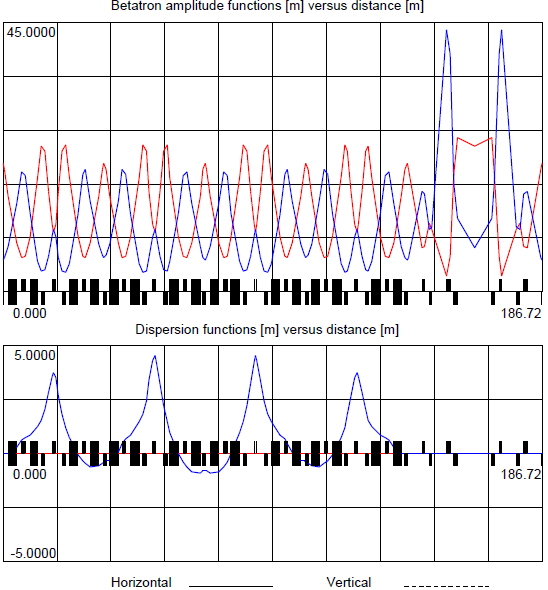 Betatron amplitude functions [m] versus distance [m]
45.0000
0.000 186.72
Dispersion functions [m] versus distance [m]
5.0000
0.000 186.72
-5.0000
Horizontal Vertical